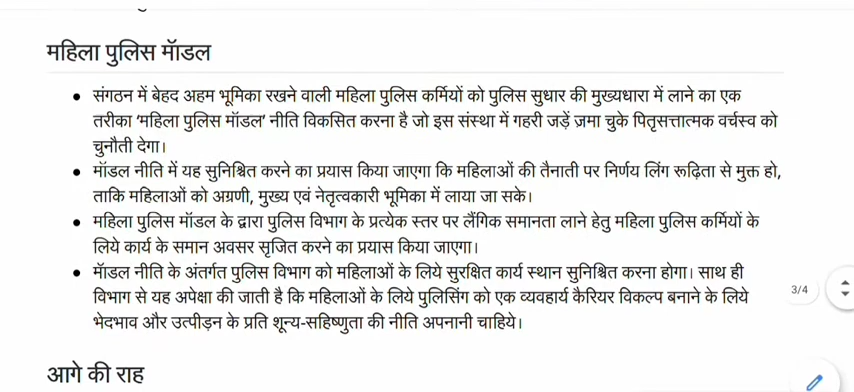 महिला पुलिस मॉडल
• संगठन में बेहद अहम भूमिका रखने वाली महिला पुलिस कर्मियों को पुलिस सुधार की मुख्यधारा में लाने का एक
तरीका ‘महिला पुलिस मॉडल’ नीति विकसित करना है जो इस संस्था में गहरी जड़ें ज़मा चुके पितृसत्तात्मक वर्चस्व को
चुनौती देगा।
• मॉडल नीति में यह सुनिश्चित करने का प्रयास किया जाएगा कि महिलाओं की तैनाती पर निर्णय लिंग रूढ़िता से मुक्त हो,
ताकि महिलाओं को अग्रणी, मुख्य एवं नेतृत्वकारी भूमिका में लाया जा सके।
• महिला पुलिस मॉडल के द्वारा पुलिस विभाग के प्रत्येक स्तर पर लैंगिक समानता लाने हेतु महिला पुलिस कर्मियों के
लिये कार्य के समान अवसर सृजित करने का प्रयास किया जाएगा।
• मॉडल नीति के अंतर्गत पुलिस विभाग को महिलाओं के लिये सुरक्षित कार्य स्थान सुनिश्चित करना होगा। साथ ही
विभाग से यह अपेक्षा की जाती है कि महिलाओं के लिये पुलिसिंग को एक व्यवहार्य कैरियर विकल्प बनाने के लिये
भेदभाव और उत्पीड़न के प्रति शून्य-सहिष्णुता की नीति अपनानी चाहिये।
3/4
आगे की राह